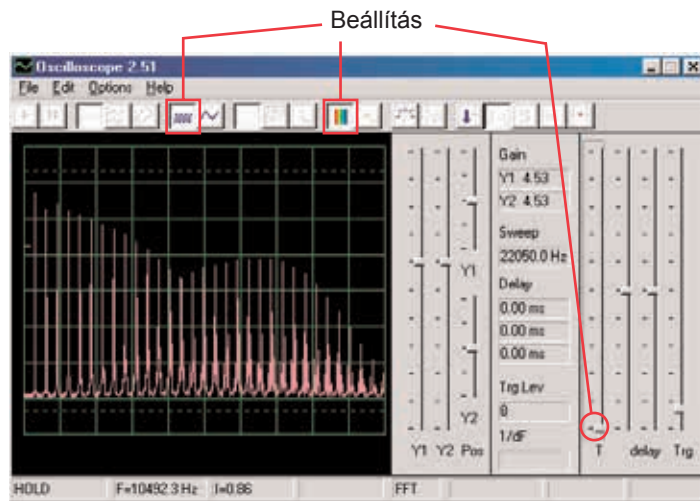 Beállítás
Oscilloscope 2.51
File Edit Options Help
Gain
Y1 4.53
Y2 4.53
Sweep
22050.0 Hz
Delay
0.00 ms
0.00 ms
0.00 ms
Trg Lev
0
1/dF
Y1
Y2
Y1 Y2 Pos
T delay Trg
HOLD F=10492.3 Hz I=0.86 FFT